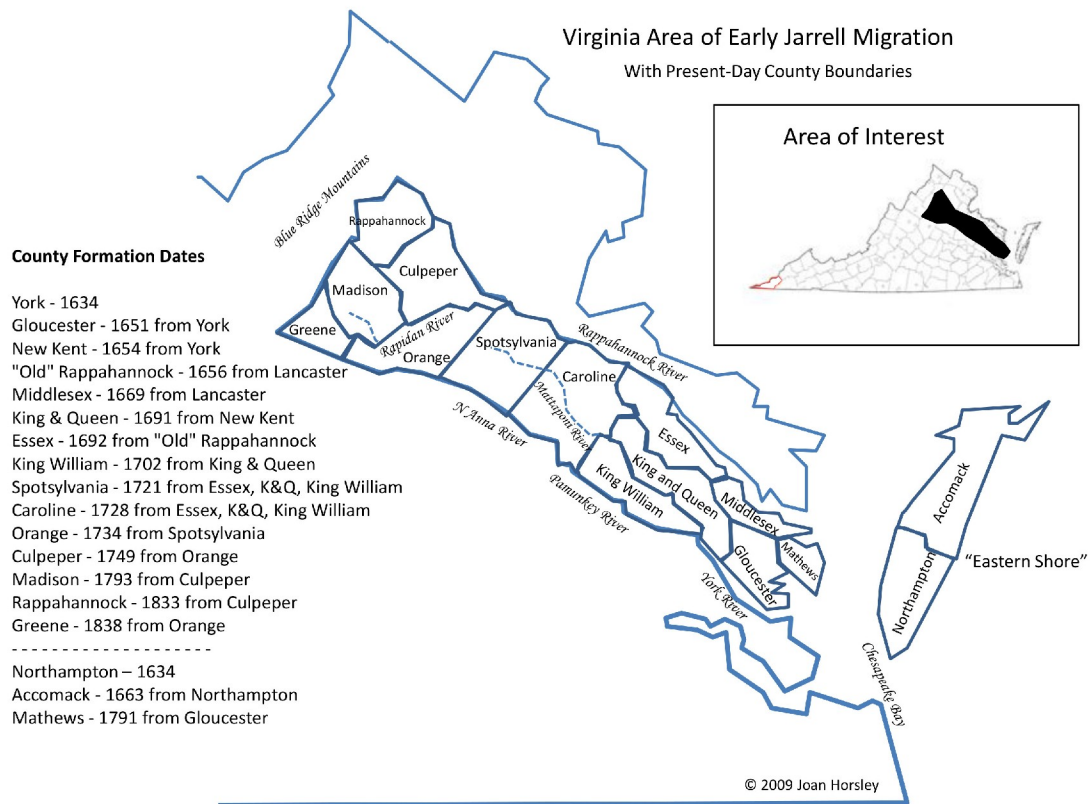 Virginia Area of Early Jarrell Migration
With Present-Day County Boundaries
Area of Interest
County Formation Dates
York - 1634
Gloucester - 1651 from York
New Kent - 1654 from York
"Old" Rappahannock - 1656 from Lancaster
Middlesex - 1669 from Lancaster
King & Queen - 1691 from New Kent
Essex - 1692 from "Old" Rappahannock
King William - 1702 from King & Queen
Spotsylvania - 1721 from Essex, K&Q, King William
Caroline - 1728 from Essex, K&Q, King William
Orange - 1734 from Spotsylvania
Culpeper - 1749 from Orange
Madison - 1793 from Culpeper
Rappahannock - 1833 from Culpeper
Greene - 1838 from Orange
- - - - - - - - - - - - - - - - - - - -
Northampton – 1634
Accomack - 1663 from Northampton
Mathews - 1791 from Gloucester
Blue Ridge Mountains
Rappahannock
Culpeper
Madison
Greene
Rapidan River
Orange
Spotsylvania
Rappahannock River
Caroline
Mattaponi River
N Anna River
Essex
King and Queen
King William
Pamunkey River
Middlesex
Mathews
Gloucester
York River
Accomack
"Eastern Shore"
Northampton
Chesapeake Bay
© 2009 Joan Horsley